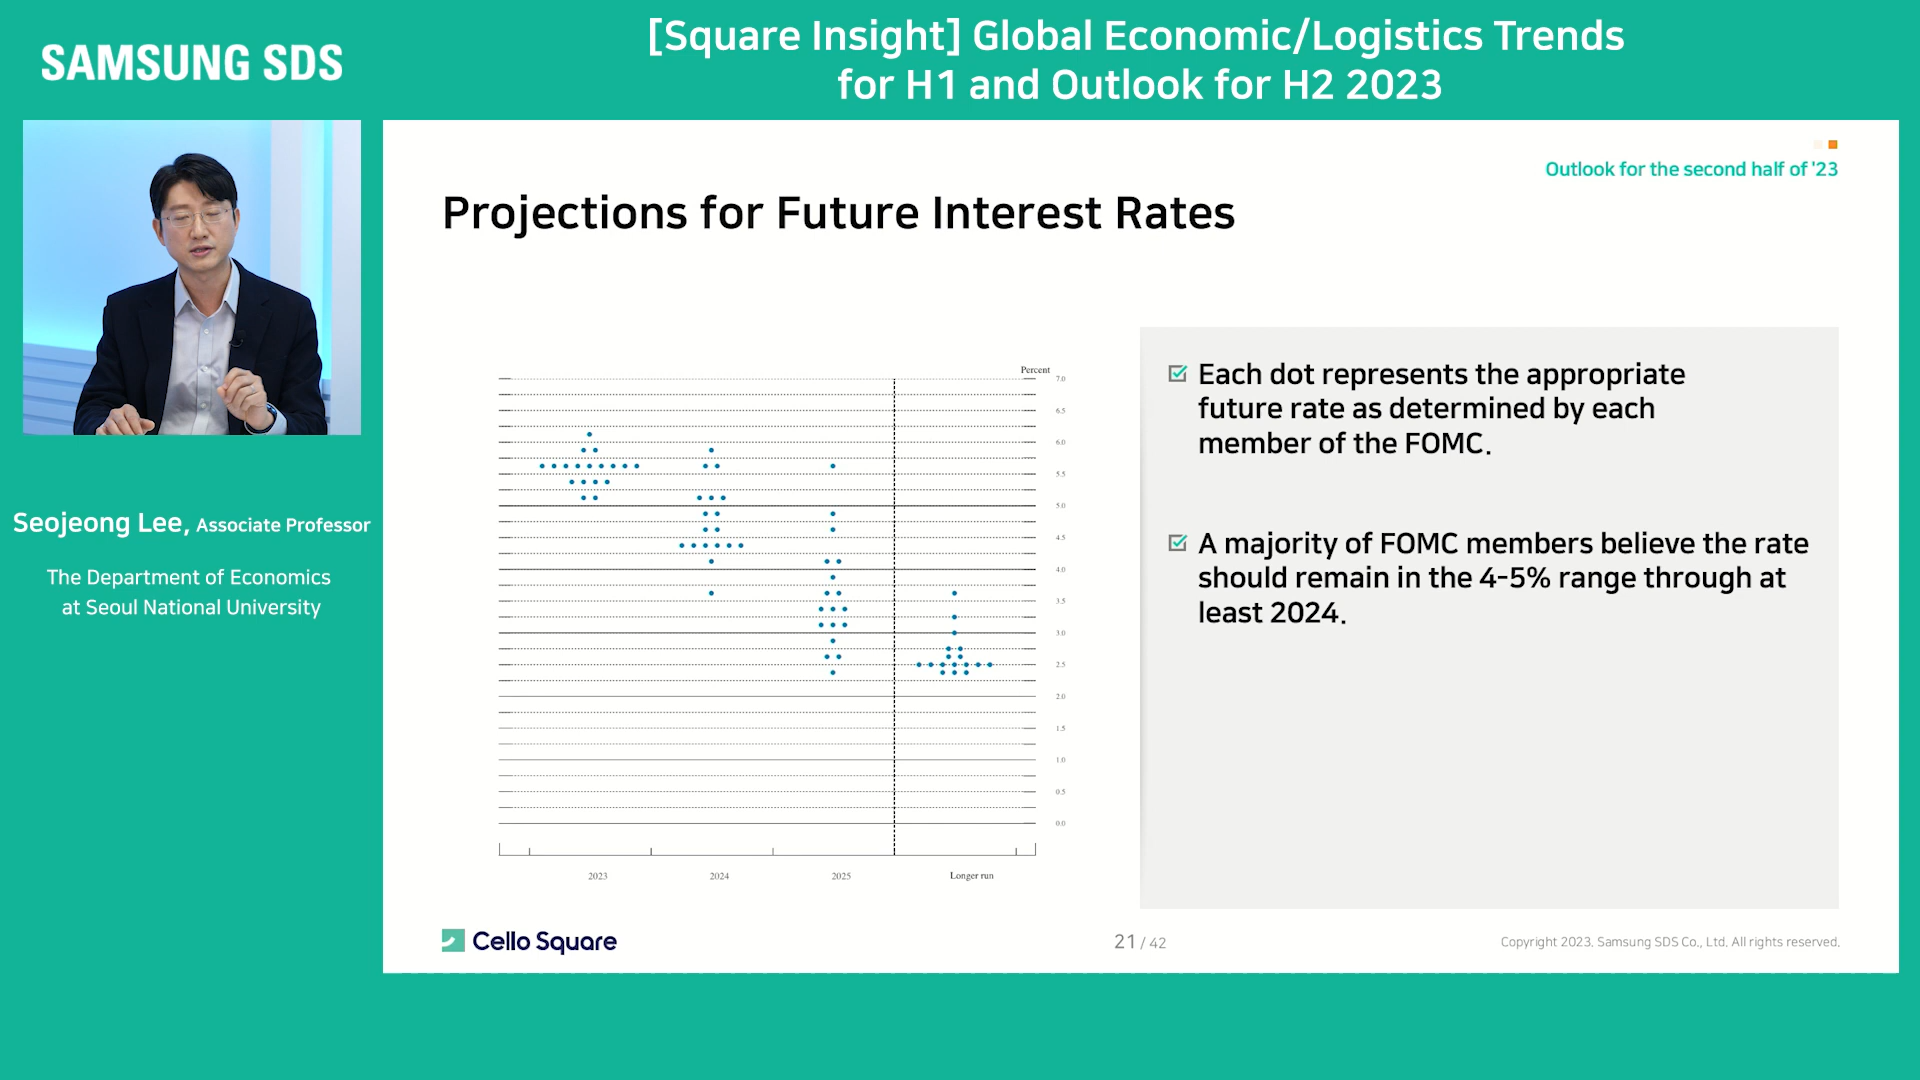 SAMSUNG SDS
[Square Insight] Global Economic/Logistics Trends
for H1 and Outlook for H2 2023
Seojeong Lee, Associate Professor
The Department of Economics
at Seoul National University
Outlook for the second half of '23
Projections for Future Interest Rates
Percent
7.0
6.5
6.0
5.5
5.0
4.5
4.0
3.5
3.0
2.5
2.0
1.5
1.0
0.5
0.0
2023 2024 2025 Longer run
Each dot represents the appropriate
future rate as determined by each
member of the FOMC.
A majority of FOMC members believe the rate
should remain in the 4-5% range through at
least 2024.
Cello Square
21 / 42
Copyright 2023. Samsung SDS Co., Ltd. All rights reserved.